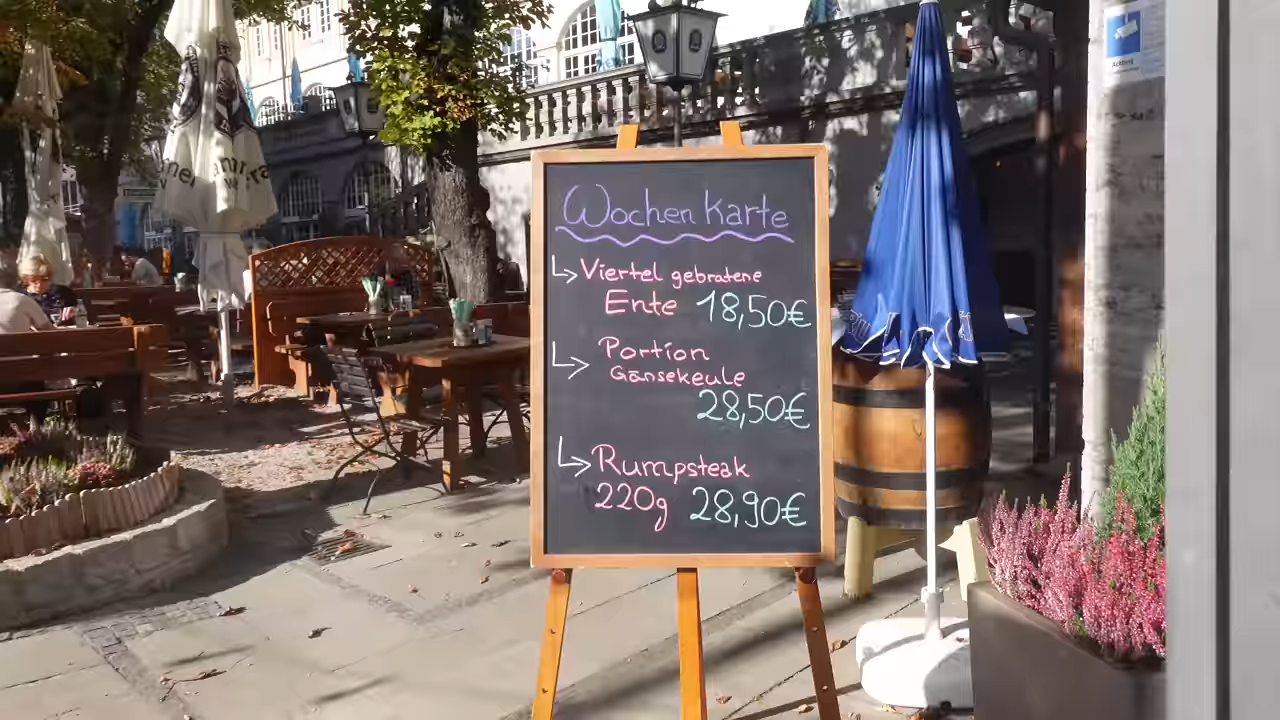 Wochen Karte
Viertel gebratene
Ente 18,50€
Portion
Gänsekeule
28,50€
Rumpsteak
220g 28,90€